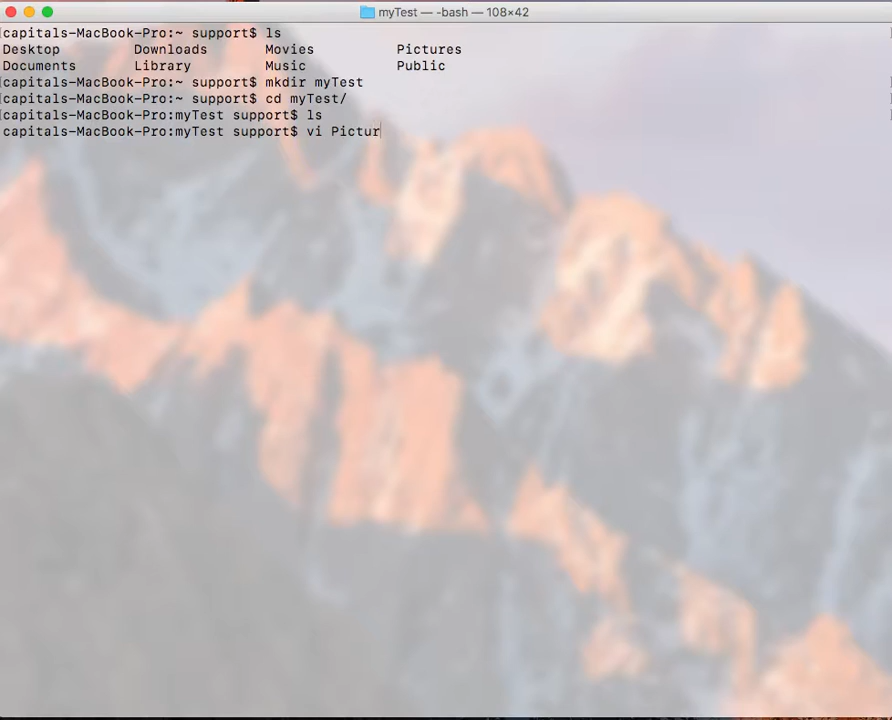 myTest — -bash — 108×42
capitals-MacBook-Pro:~ support$ ls
Desktop Downloads Movies Pictures
Documents Library Music Public
capitals-MacBook-Pro:~ support$ mkdir myTest
capitals-MacBook-Pro:~ support$ cd myTest/
capitals-MacBook-Pro:myTest support$ ls
capitals-MacBook-Pro:myTest support$ vi Pictur